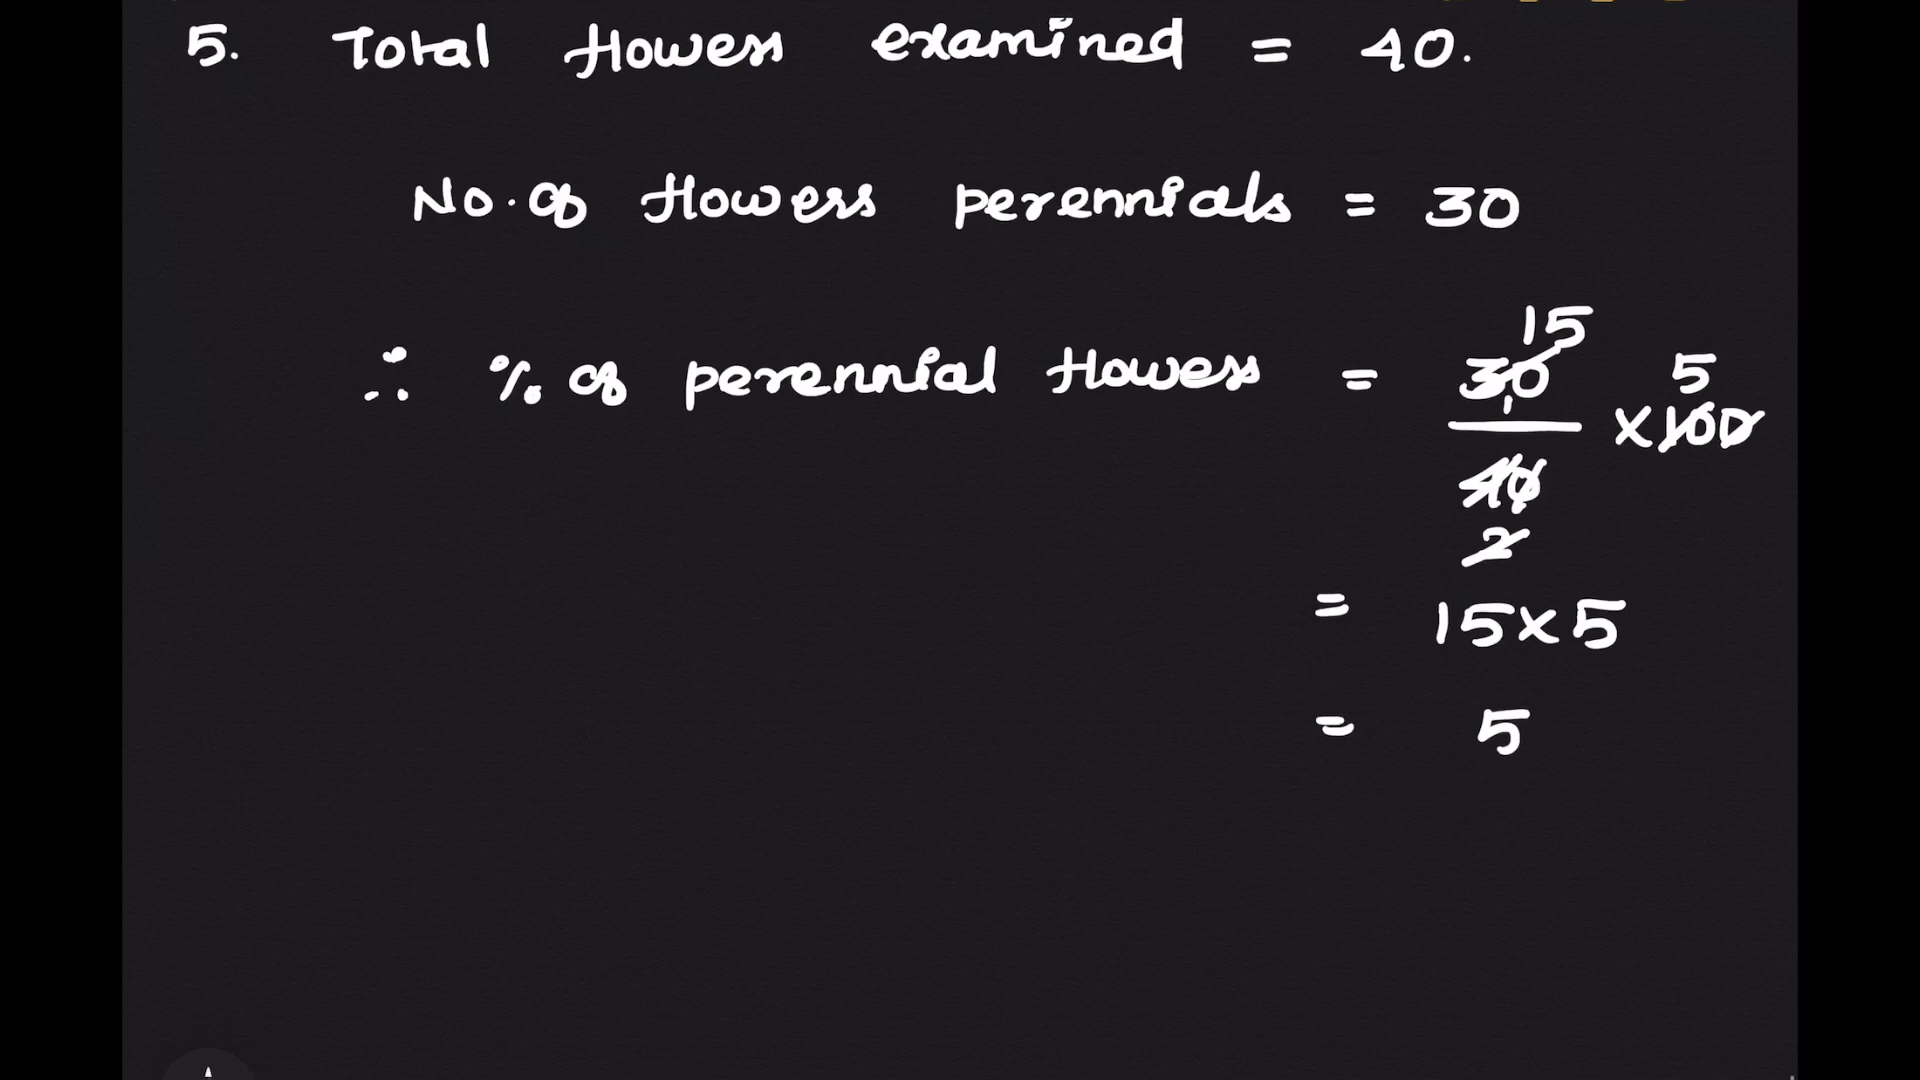 5. Total flowers examined = 40.
No. of flowers perennials = 30
∴ % of perennial flowers = 30/40 × 100
15
5
2
= 15×5
= 5